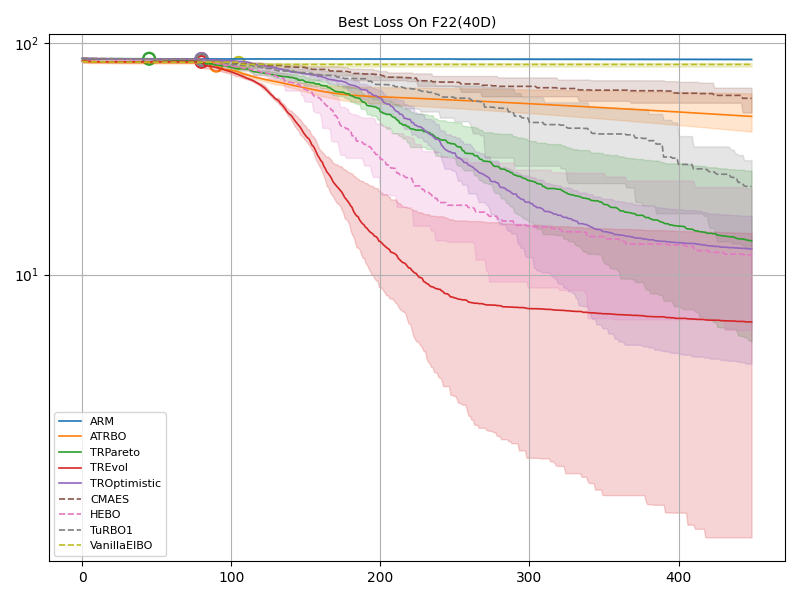 Best Loss On F22(40D)
10²
10¹
ARM
ATRBO
TRPareto
TREvol
TROptimistic
CMAES
HEBO
TuRBO1
VanillaEIBO
0 100 200 300 400